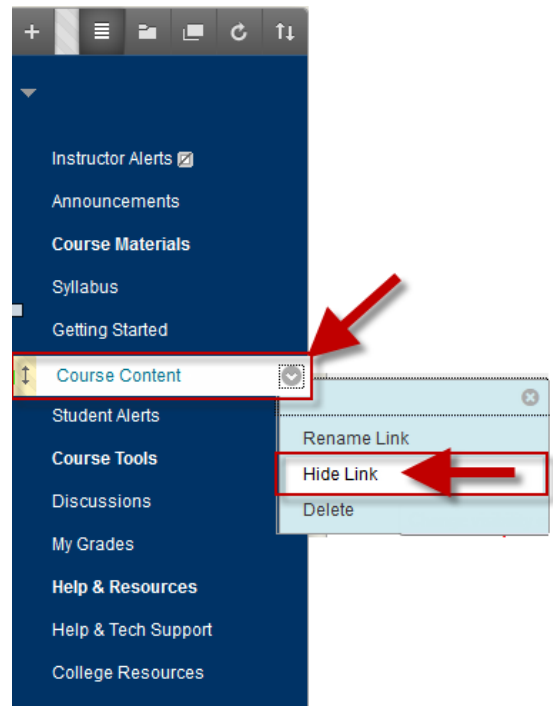 Instructor Alerts
Announcements
Course Materials
Syllabus
Getting Started
Course Content
Student Alerts
Rename Link
Course Tools
Hide Link
Discussions
Delete
My Grades
Help & Resources
Help & Tech Support
College Resources